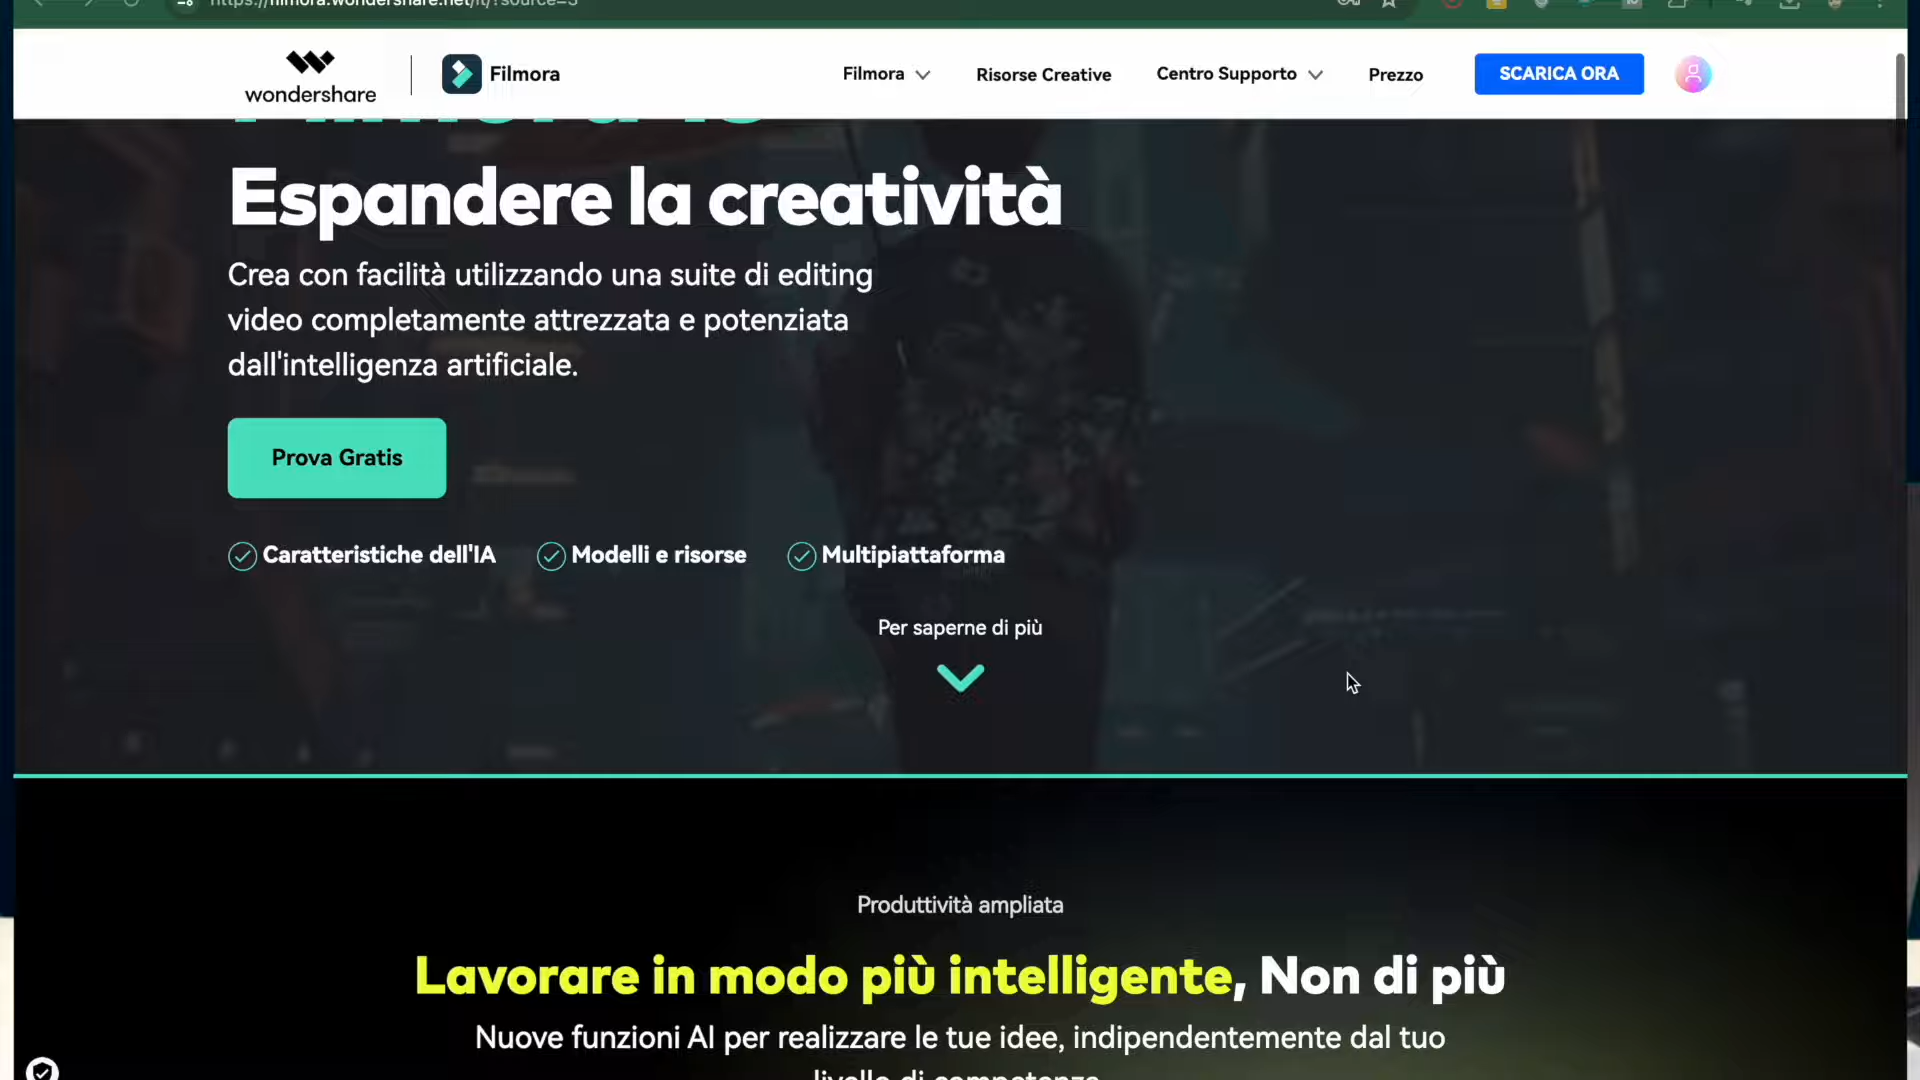 wondershare
Filmora
Filmora
Risorse Creative
Centro Supporto
Prezzo
SCARICA ORA
Espandere la creatività
Crea con facilità utilizzando una suite di editing
video completamente attrezzata e potenziata
dall'intelligenza artificiale.
Prova Gratis
Caratteristiche dell'IA
Modelli e risorse
Multipiattaforma
Per saperne di più
Produttività ampliata
Lavorare in modo più intelligente, Non di più
Nuove funzioni AI per realizzare le tue idee, indipendentemente dal tuo
livello di competenza